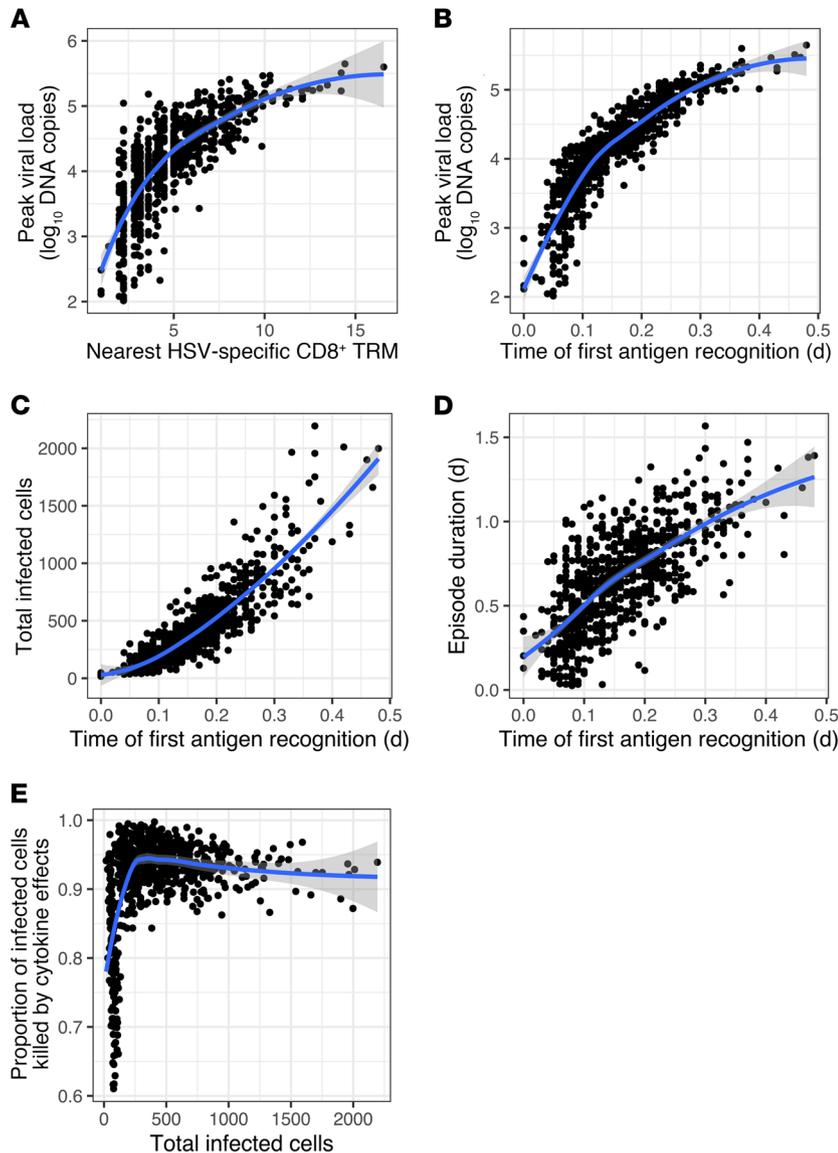 A
Peak viral load
(log₁₀ DNA copies)
6
5
4
3
2
5 10 15
Nearest HSV-specific CD8⁺ TRM
B
Peak viral load
(log₁₀ DNA copies)
5
4
3
2
0.0 0.1 0.2 0.3 0.4 0.5
Time of first antigen recognition (d)
C
Total infected cells
2000
1500
1000
500
0
0.0 0.1 0.2 0.3 0.4 0.5
Time of first antigen recognition (d)
D
Episode duration (d)
1.5
1.0
0.5
0.0
0.0 0.1 0.2 0.3 0.4 0.5
Time of first antigen recognition (d)
E
Proportion of infected cells
killed by cytokine effects
1.0
0.9
0.8
0.7
0.6
0 500 1000 1500 2000
Total infected cells